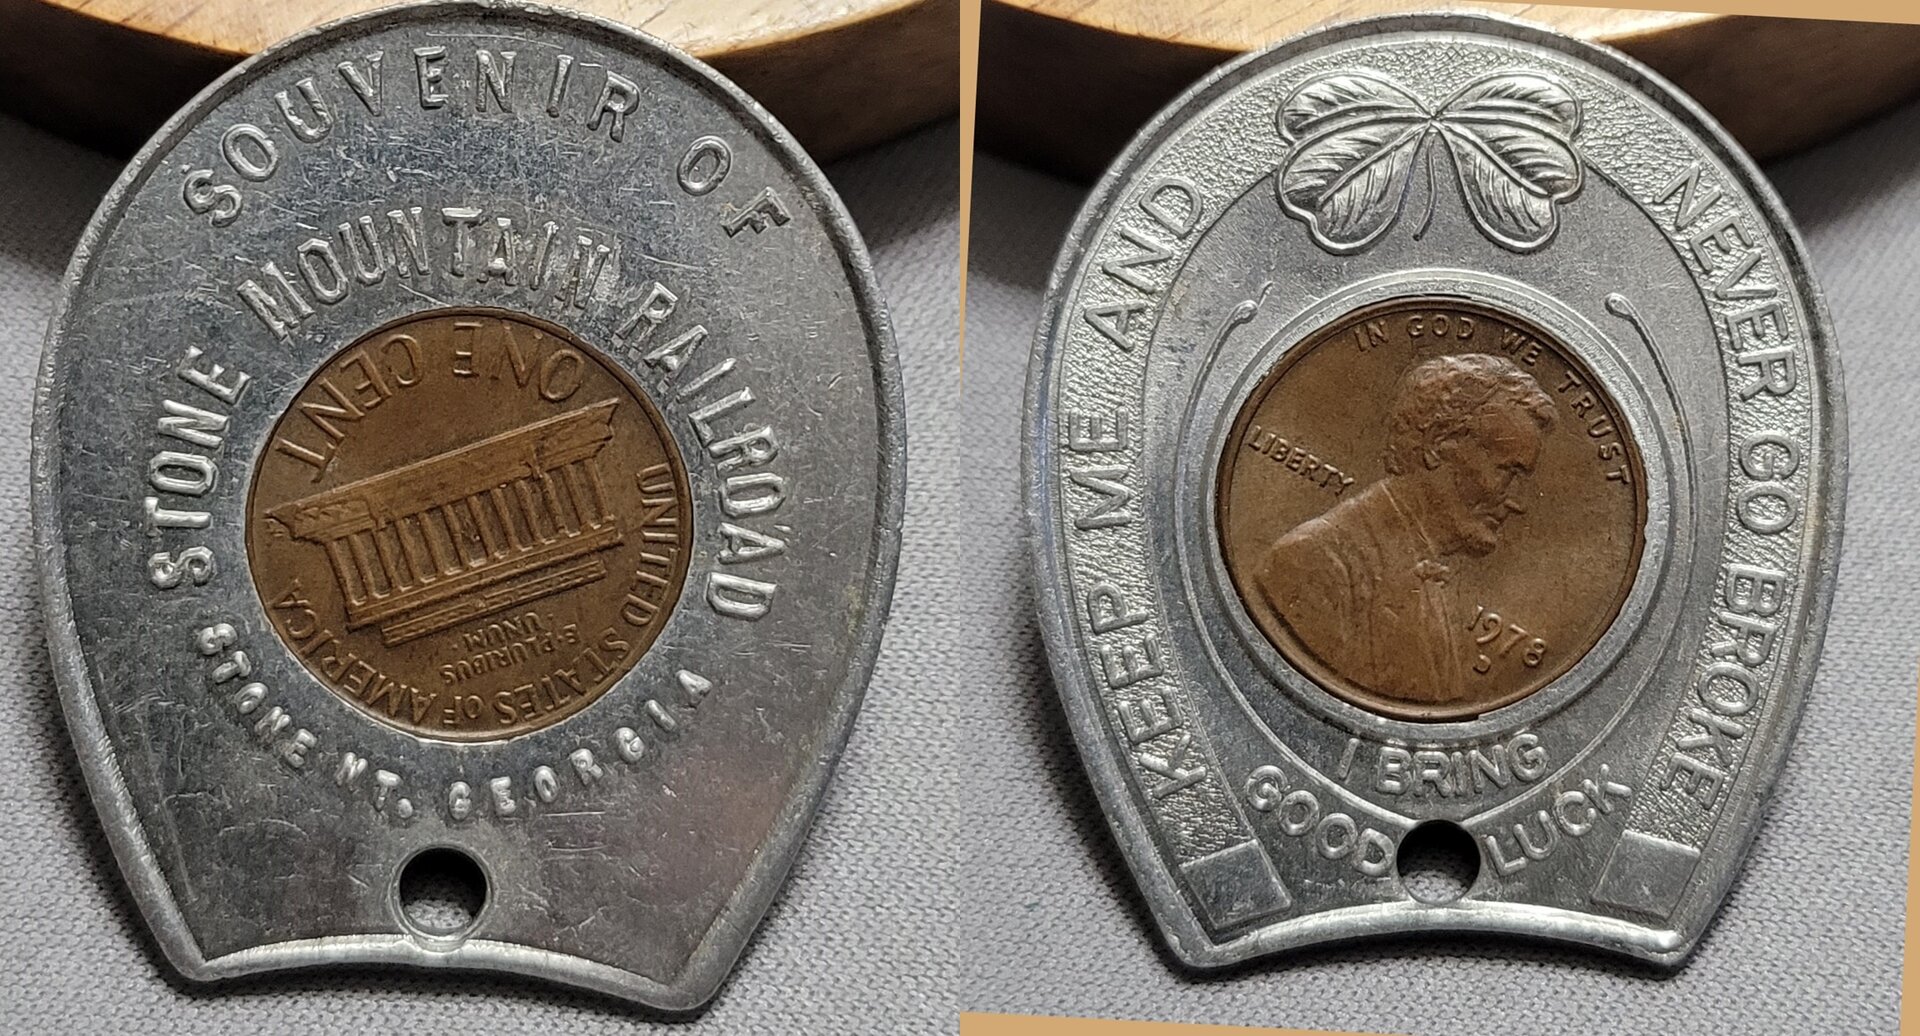 SOUVENIR OF
STONE MOUNTAIN RAILROAD
STONE MT. GEORGIA
ONE CENT
UNITED STATES OF AMERICA
E·PLURIBUS
·UNUM·
KEEP ME AND NEVER GO BROKE
IN GOD WE TRUST
LIBERTY
1978
D
I BRING
GOOD LUCK